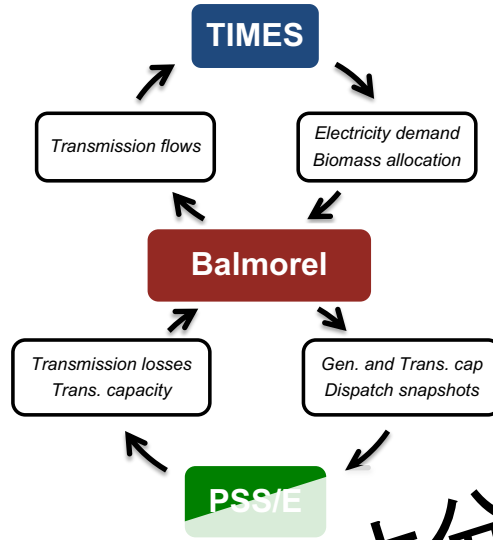 TIMES
Transmission flows
Electricity demand
Biomass allocation
Balmorel
Transmission losses
Trans. capacity
Gen. and Trans. cap
Dispatch snapshots
PSS/E